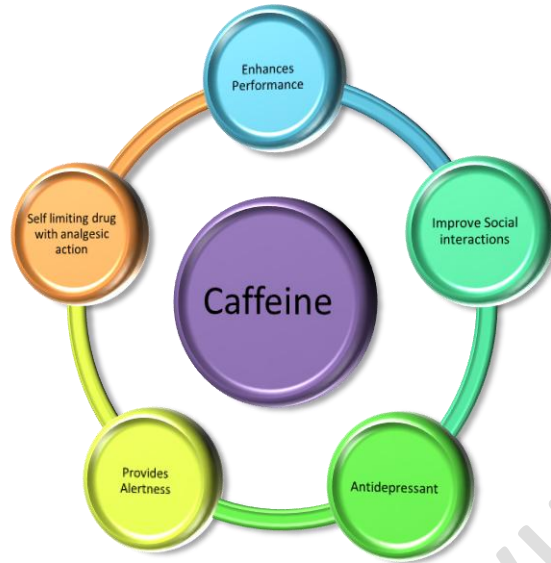 Enhances
Performance
Self limiting drug
with analgesic
action
Improve Social
interactions
Caffeine
Provides
Alertness
Antidepressant